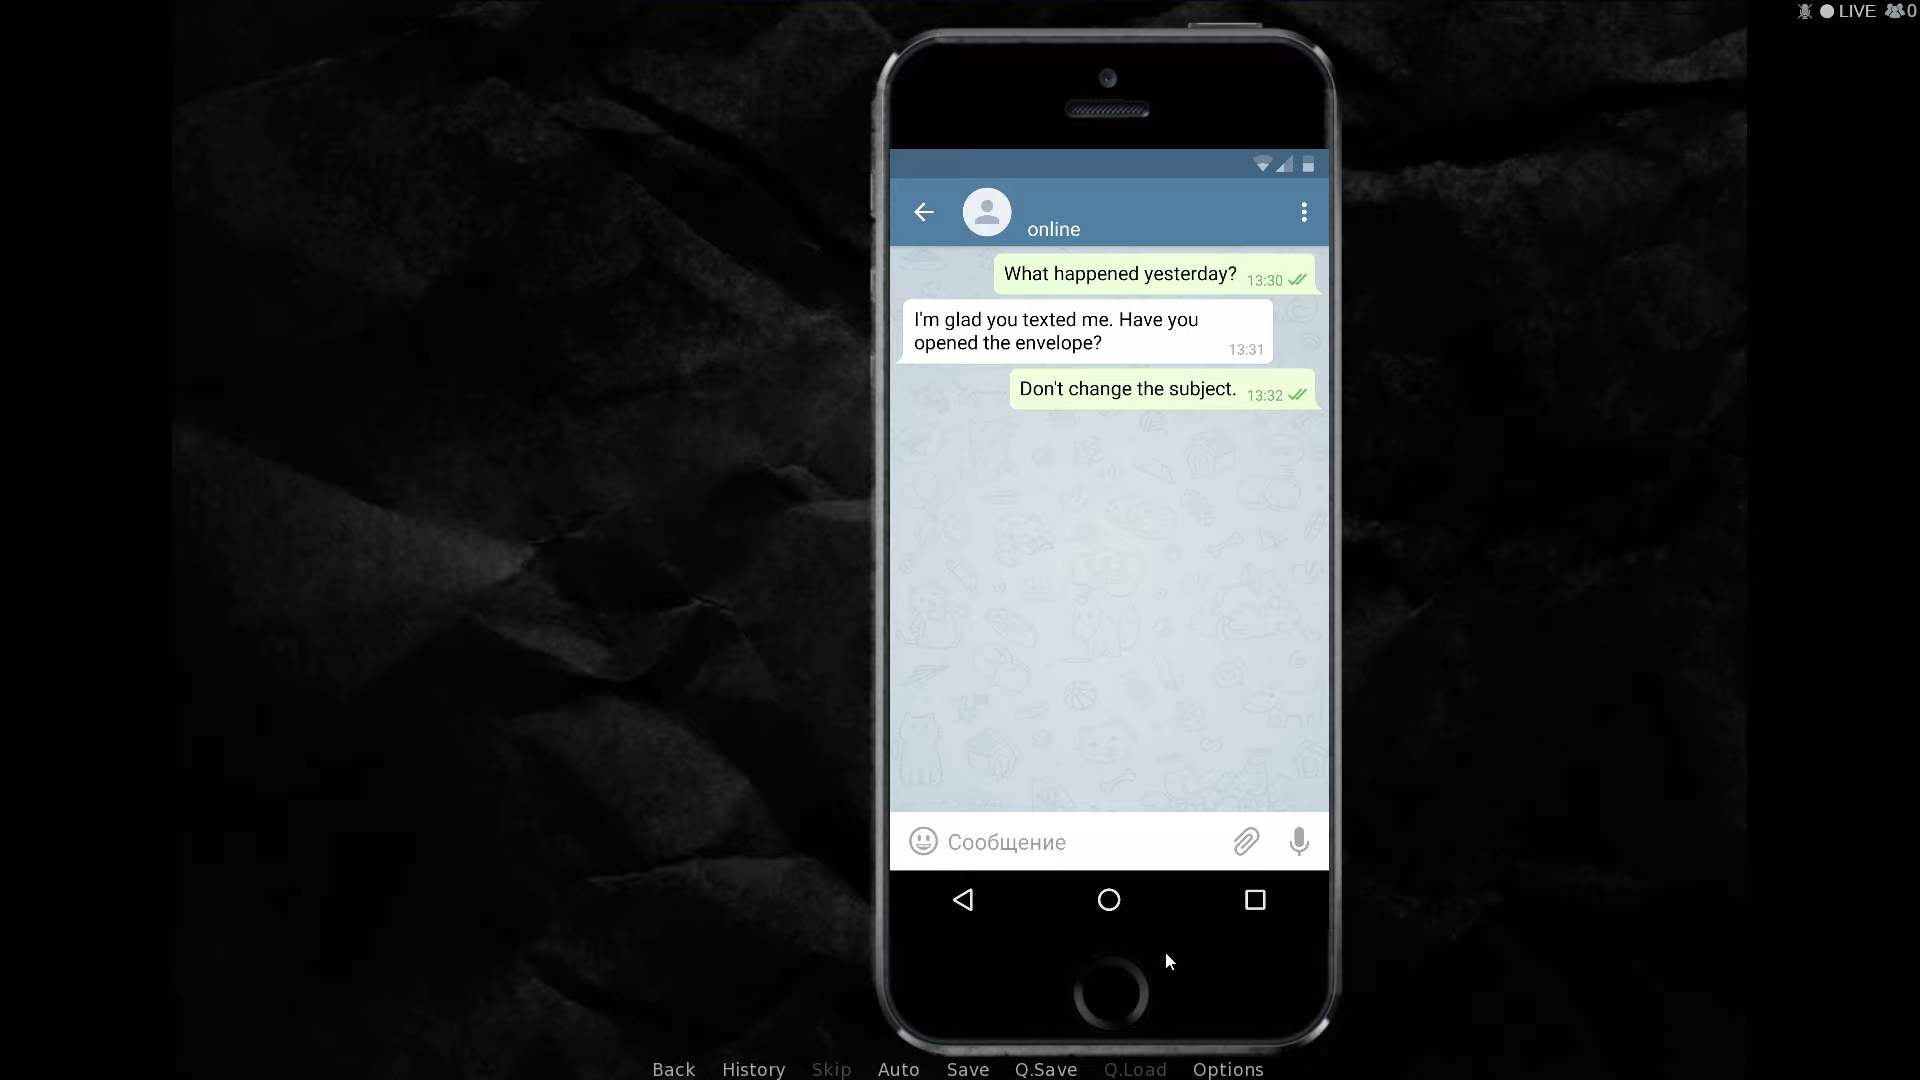 LIVE 0
online
What happened yesterday? 13:30
I'm glad you texted me. Have you
opened the envelope? 13:31
Don't change the subject. 13:32
Сообщение
Back History Skip Auto Save Q.Save Q.Load Options